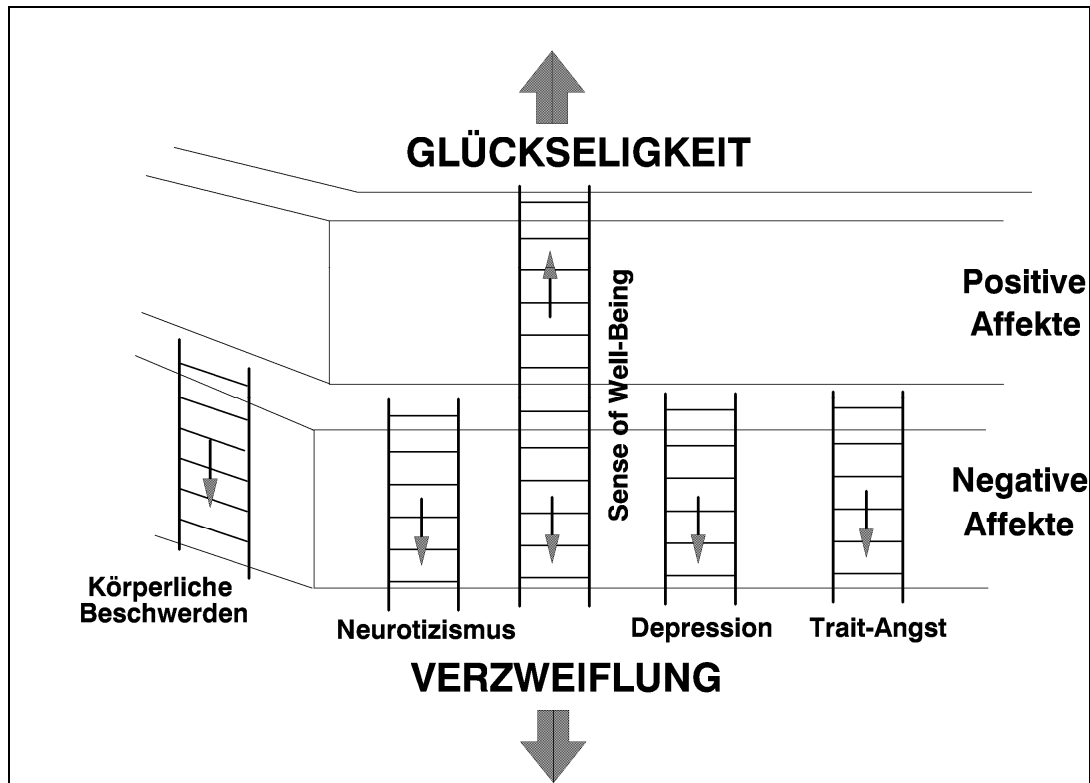 GLÜCKSELIGKEIT
Positive
Affekte
Sense of Well-Being
Negative
Affekte
Körperliche
Beschwerden
Neurotizismus
Depression
Trait-Angst
VERZWEIFLUNG